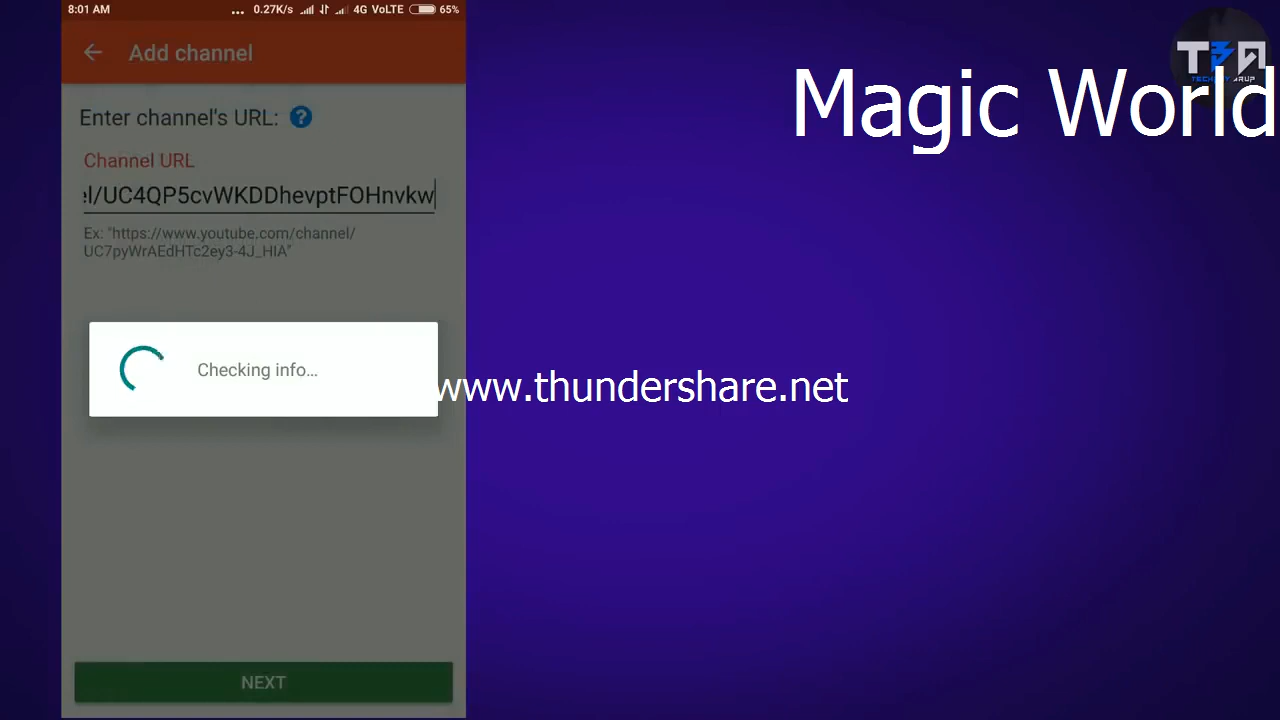 8:01 AM ... 0.27K/s 4G VoLTE 65%
Add channel
Magic World
Enter channel's URL: ?
Channel URL
el/UC4QP5cvWKDDhevptFOHnvkw
Ex: "https://www.youtube.com/channel/
UC7pyWrAEdHTc2ey3-4J_HIA"
Checking info...
www.thundershare.net
NEXT